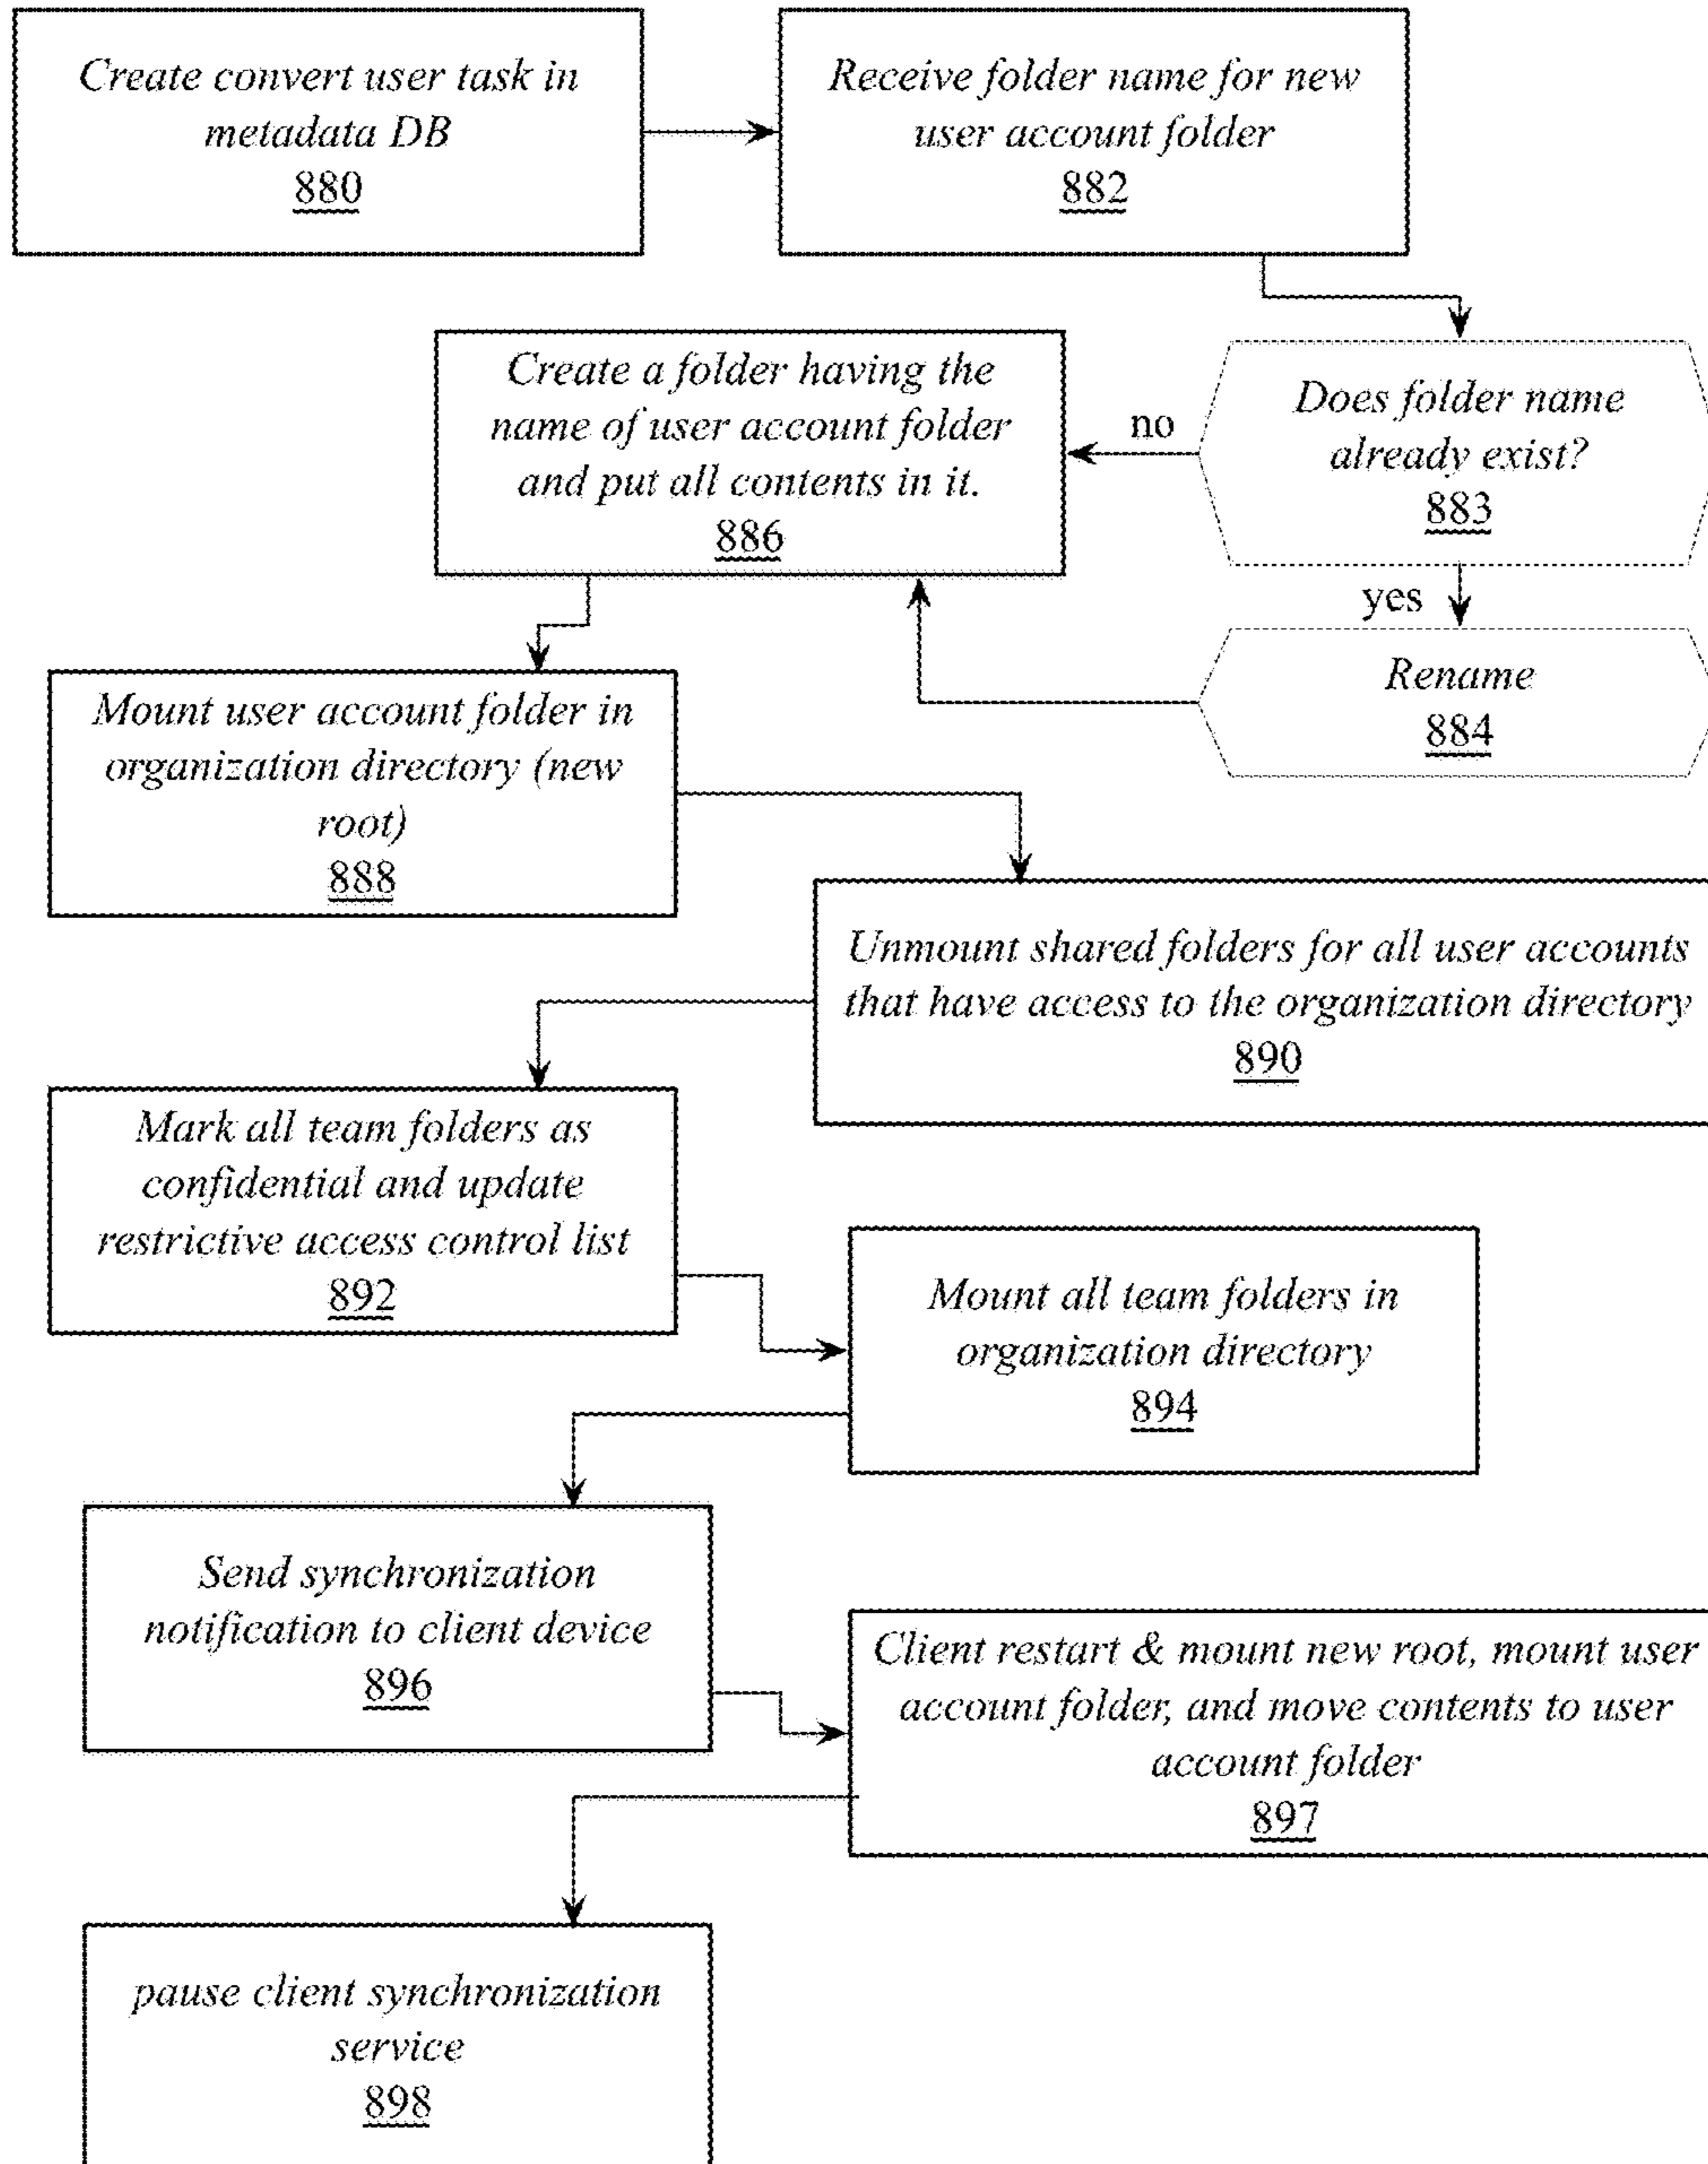 Create convert user task in
metadata DB
880
Receive folder name for new
user account folder
882
Does folder name
already exist?
883
no
Create a folder having the
name of user account folder
and put all contents in it.
886
yes
Rename
884
Mount user account folder in
organization directory (new
root)
888
Unmount shared folders for all user accounts
that have access to the organization directory
890
Mark all team folders as
confidential and update
restrictive access control list
892
Mount all team folders in
organization directory
894
Send synchronization
notification to client device
896
Client restart & mount new root, mount user
account folder, and move contents to user
account folder
897
pause client synchronization
service
898